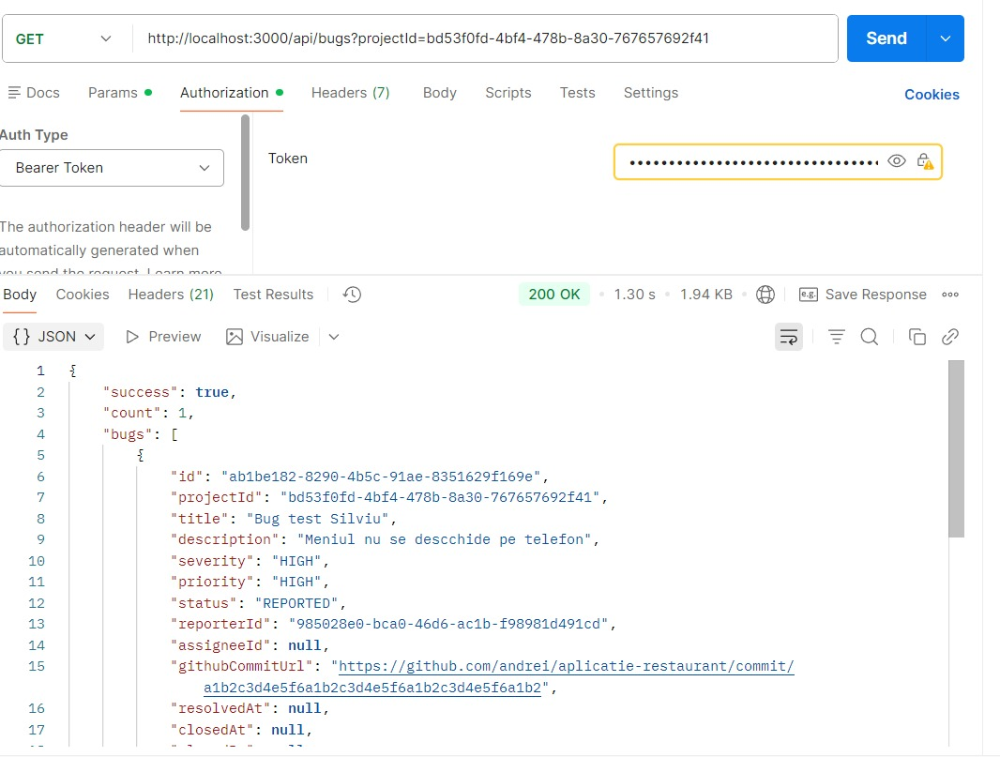 GET http://localhost:3000/api/bugs?projectId=bd53f0fd-4bf4-478b-8a30-767657692f41 Send
Docs Params Authorization Headers (7) Body Scripts Tests Settings Cookies
Auth Type
Bearer Token
Token
The authorization header will be
automatically generated when
you send the request. Learn more
Body Cookies Headers (21) Test Results 200 OK 1.30 s 1.94 KB e.g. Save Response
{} JSON Preview Visualize
1 {
2 "success": true,
3 "count": 1,
4 "bugs": [
5 {
6 "id": "ab1be182-8290-4b5c-91ae-8351629f169e",
7 "projectId": "bd53f0fd-4bf4-478b-8a30-767657692f41",
8 "title": "Bug test Silviu",
9 "description": "Meniul nu se descchide pe telefon",
10 "severity": "HIGH",
11 "priority": "HIGH",
12 "status": "REPORTED",
13 "reporterId": "985028e0-bca0-46d6-ac1b-f98981d491cd",
14 "assigneeId": null,
15 "githubCommitUrl": "https://github.com/andrei/aplicatie-restaurant/commit/
a1b2c3d4e5f6a1b2c3d4e5f6a1b2c3d4e5f6a1b2",
16 "resolvedAt": null,
17 "closedAt": null,